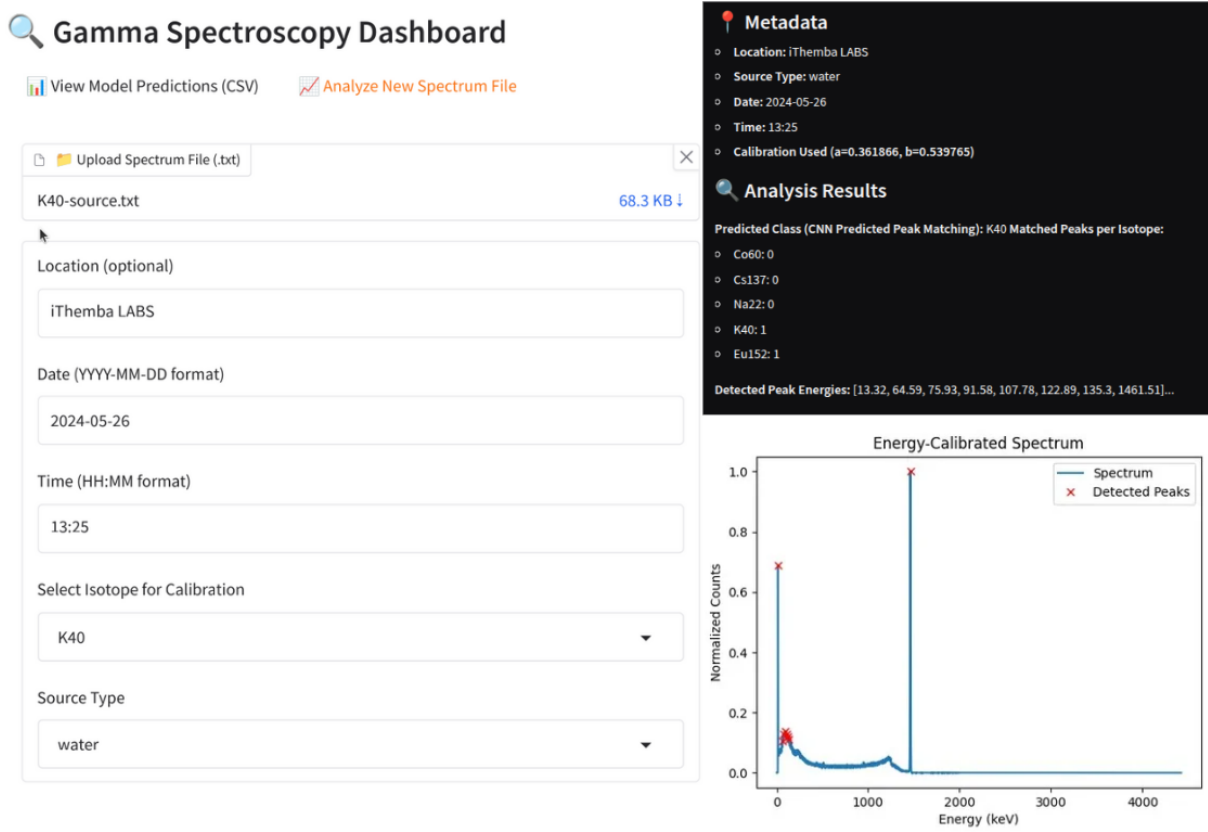 🔍 Gamma Spectroscopy Dashboard
📊 View Model Predictions (CSV) 📈 Analyze New Spectrum File
📁 Upload Spectrum File (.txt)
K40-source.txt 68.3 KB ↓
Location (optional)
iThemba LABS
Date (YYYY-MM-DD format)
2024-05-26
Time (HH:MM format)
13:25
Select Isotope for Calibration
K40
Source Type
water
📍 Metadata
Location: iThemba LABS
Source Type: water
Date: 2024-05-26
Time: 13:25
Calibration Used (a=0.361866, b=0.539765)
🔍 Analysis Results
Predicted Class (CNN Predicted Peak Matching): K40 Matched Peaks per Isotope:
Co60: 0
Cs137: 0
Na22: 0
K40: 1
Eu152: 1
Detected Peak Energies: [13.32, 64.59, 75.93, 91.58, 107.78, 122.89, 135.3, 1461.51]...
Energy-Calibrated Spectrum
Spectrum
Detected Peaks
Normalized Counts
1.0
0.8
0.6
0.4
0.2
0.0
0 1000 2000 3000 4000
Energy (keV)